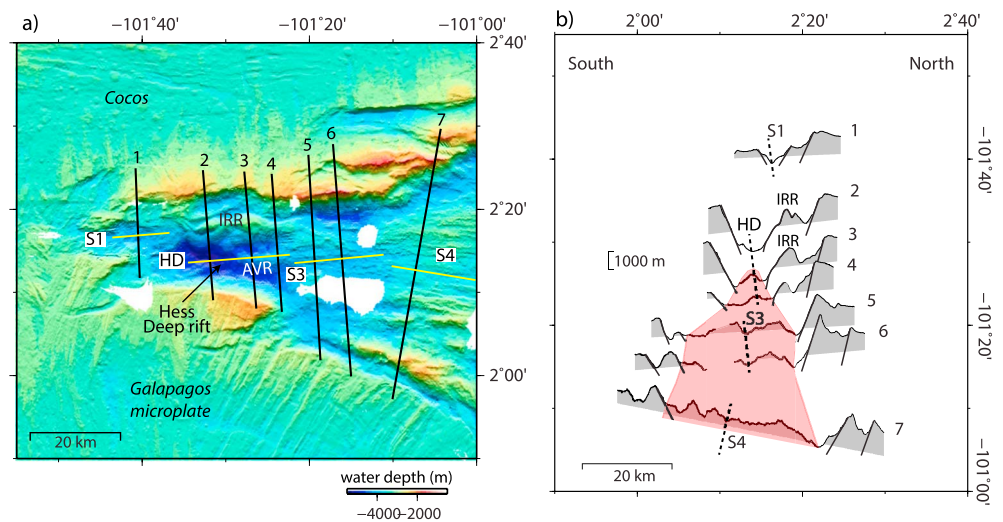 a)
−101˚40'
−101˚20'
−101˚00'
2˚40'
2˚20'
2˚00'
Cocos
1
2
3
4
5
6
7
IRR
S1
HD
AVR
S3
S4
Hess
Deep rift
Galapagos
microplate
20 km
water depth (m)
−4000
−2000
b)
2°00'
2°20'
2°40'
South
North
S1
1
2
IRR
HD
IRR
3
4
1000 m
S3
5
6
S4
7
20 km
-101°40'
-101°20'
-101°00'